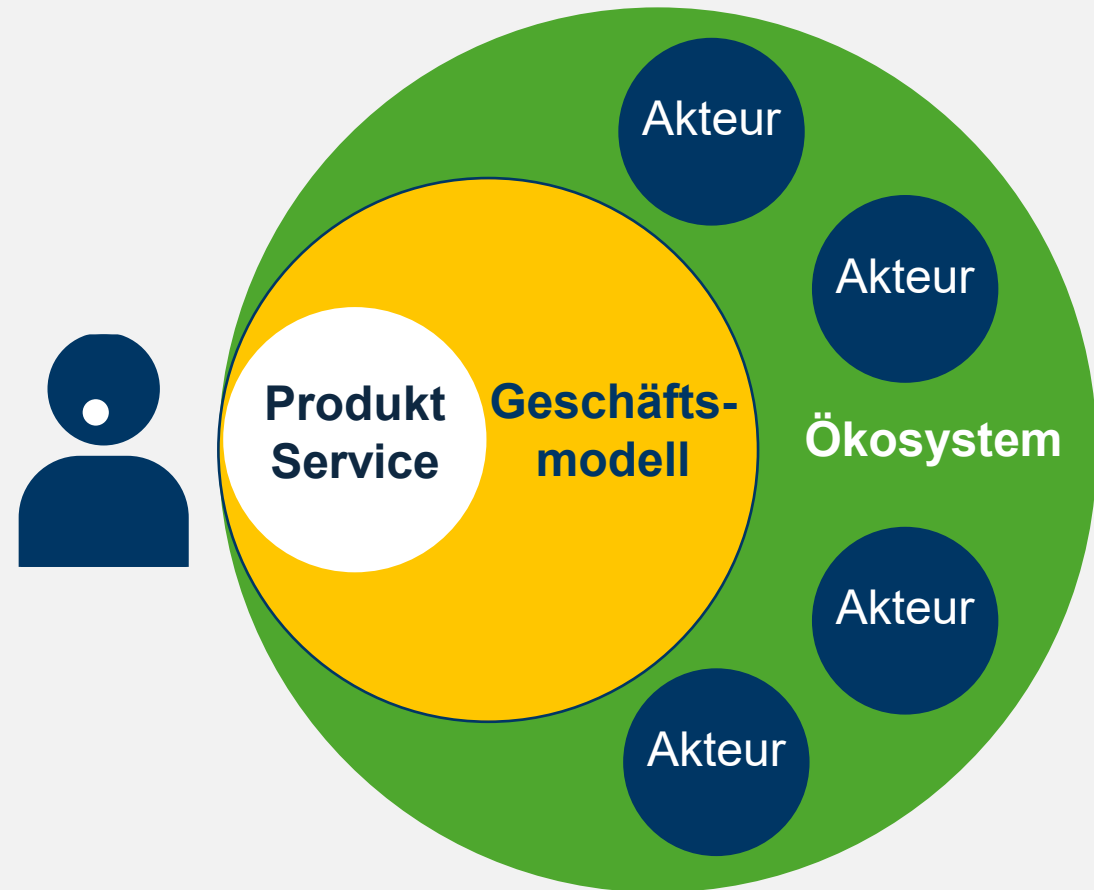 Akteur
Akteur
Produkt
Service
Geschäfts-
modell
Ökosystem
Akteur
Akteur